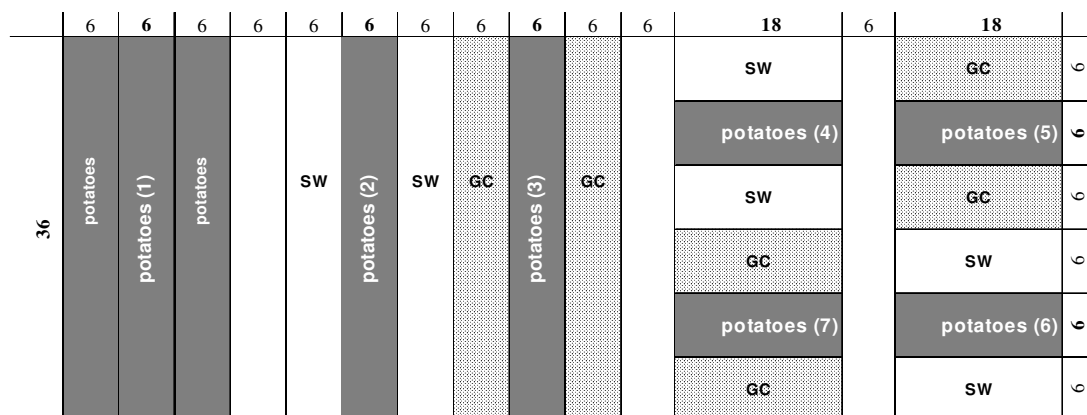 6 6 6 6 6 6 6 6 6 6 6 18 6 18
36
potatoes
potatoes (1)
potatoes
SW
potatoes (2)
SW
GC
potatoes (3)
GC
SW GC 6
potatoes (4) potatoes (5) 6
SW GC 6
GC SW 6
potatoes (7) potatoes (6) 6
GC SW 6